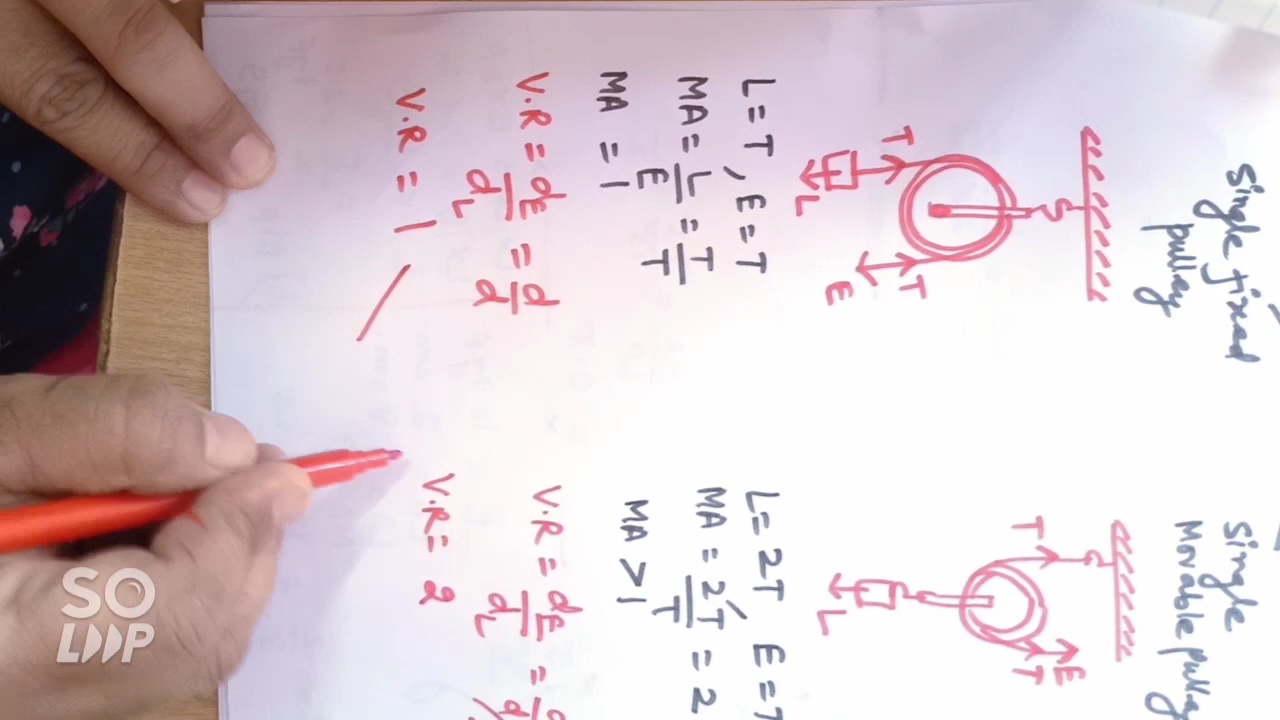 Single fixed
pulley
T
T
L
E
L = T, E = T
MA = L/E = T/T
MA = 1
V.R = dE/dL = d/d
V.R = 1
Single
Movable pulley
T
E
T
L
L = 2T E = T
MA = 2T/T = 2
MA > 1
V.R = dE/dL =
V.R = 2
SO
LOOP